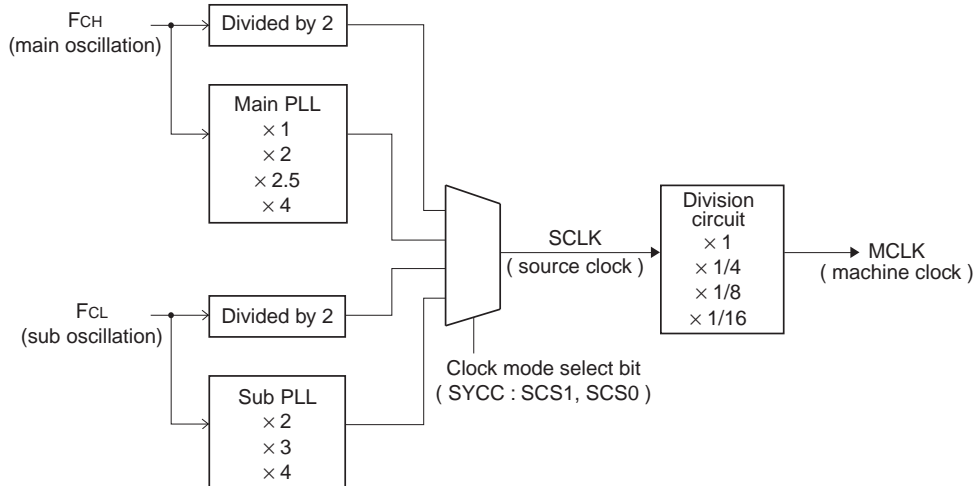 FCH
(main oscillation)
Divided by 2
Main PLL
× 1
× 2
× 2.5
× 4
FCL
(sub oscillation)
Divided by 2
Sub PLL
× 2
× 3
× 4
Clock mode select bit
( SYCC : SCS1, SCS0 )
SCLK
( source clock )
Division
circuit
× 1
× 1/4
× 1/8
× 1/16
MCLK
( machine clock )